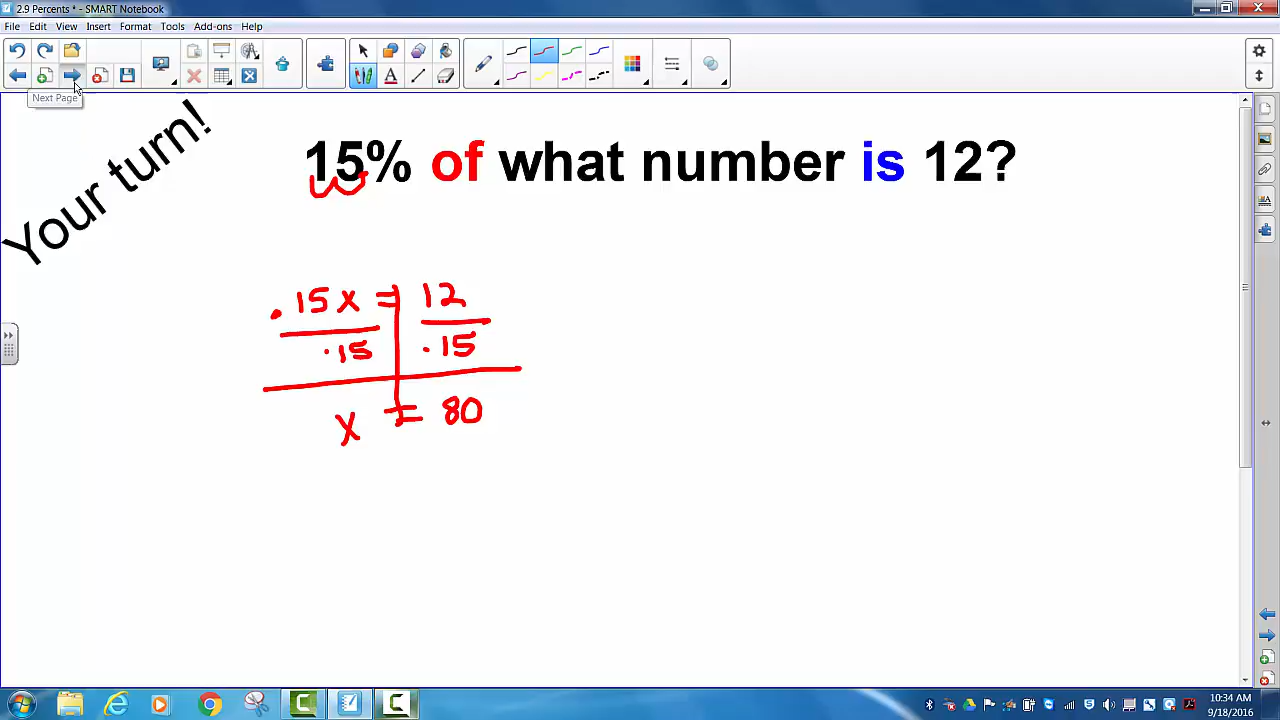 2.9 Percents * - SMART Notebook
File Edit View Insert Format Tools Add-ons Help
Next Page
Your turn!
15% of what number is 12?
.15x = 12
.15 .15
x = 80
10:34 AM
9/18/2016